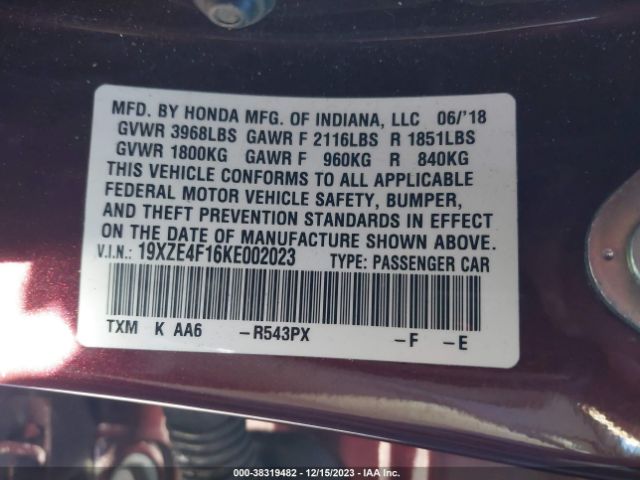 MFD. BY HONDA MFG. OF INDIANA, LLC 06/'18
GVWR 3968LBS GAWR F 2116LBS R 1851LBS
GVWR 1800KG GAWR F 960KG R 840KG
THIS VEHICLE CONFORMS TO ALL APPLICABLE
FEDERAL MOTOR VEHICLE SAFETY, BUMPER,
AND THEFT PREVENTION STANDARDS IN EFFECT
ON THE DATE OF MANUFACTURE SHOWN ABOVE.
V.I.N.: 19XZE4F16KE002023 TYPE: PASSENGER CAR
TXM K AA6 -R543PX -F -E
000-38319482 - 12/15/2023 - IAA Inc.